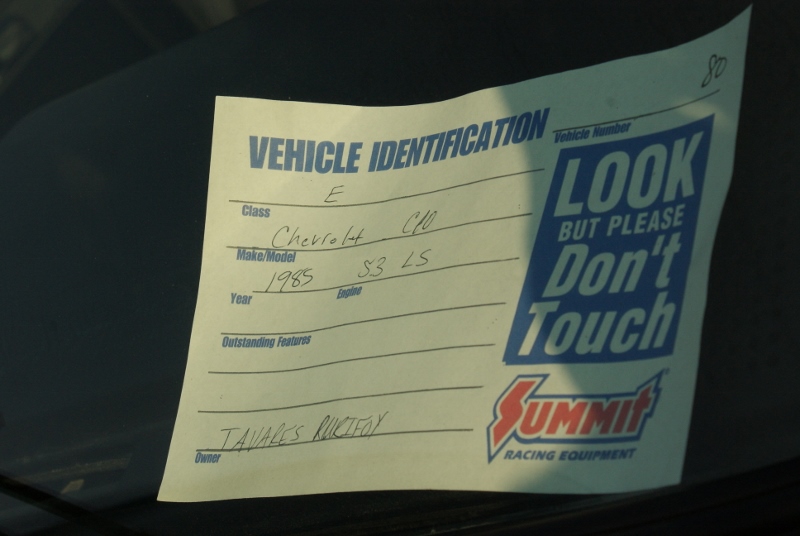 80
VEHICLE IDENTIFICATION
Vehicle Number
E
Class
Chevrolet C10
Make/Model
1985 53 LS
Year Engine
Outstanding Features
TAVARES
Owner
LOOK
BUT PLEASE
Don't
Touch
SUMMIT
RACING EQUIPMENT